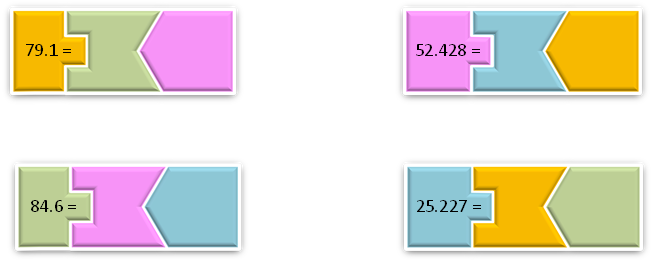 79.1 =
52.428 =
84.6 =
25.227 =